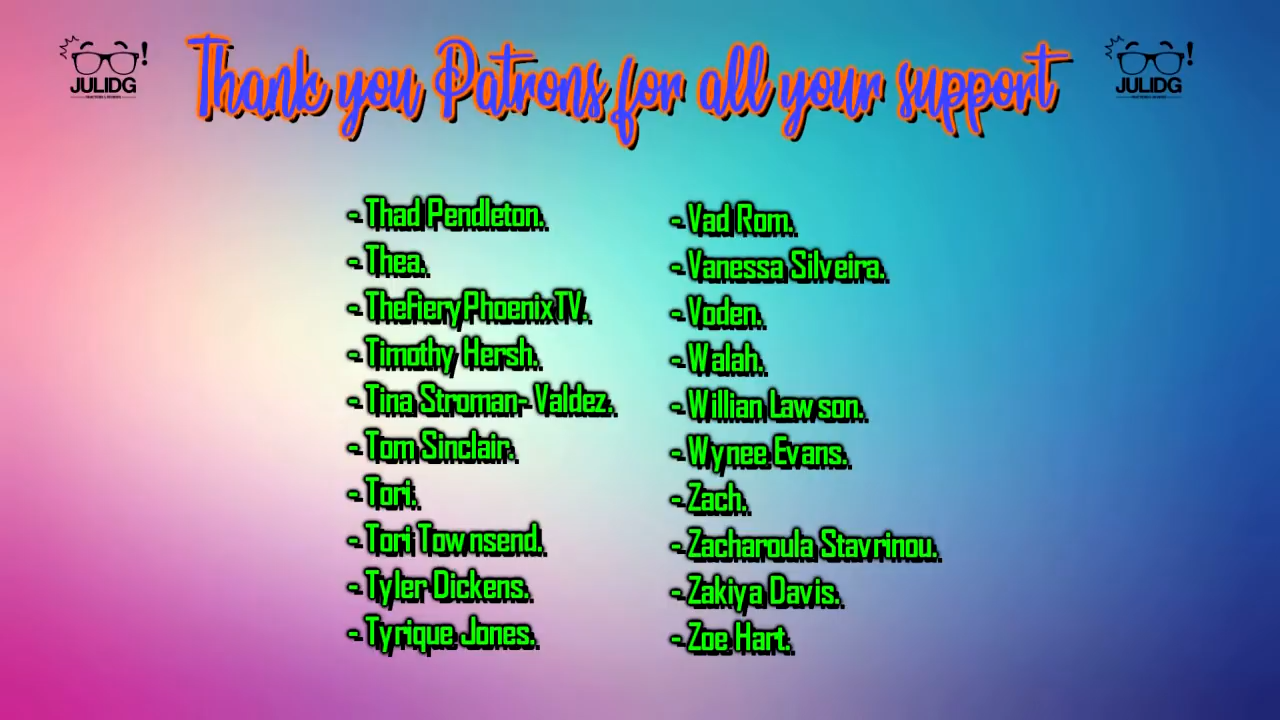 JULIDG
Thank you Patrons for all your support
JULIDG
- Thad Pendleton.
- Thea.
- TheFieryPhoenixTV.
- Timothy Hersh.
- Tina Stroman- Valdez.
- Tom Sinclair.
- Tori.
- Tori Townsend.
- Tyler Dickens.
- Tyrique Jones.
- Vad Rom.
- Vanessa Silveira.
- Voden.
- Walah.
- Willian Lawson.
- Wynee Evans.
- Zach.
- Zacharoula Stavrinou.
- Zakiya Davis.
- Zoe Hart.